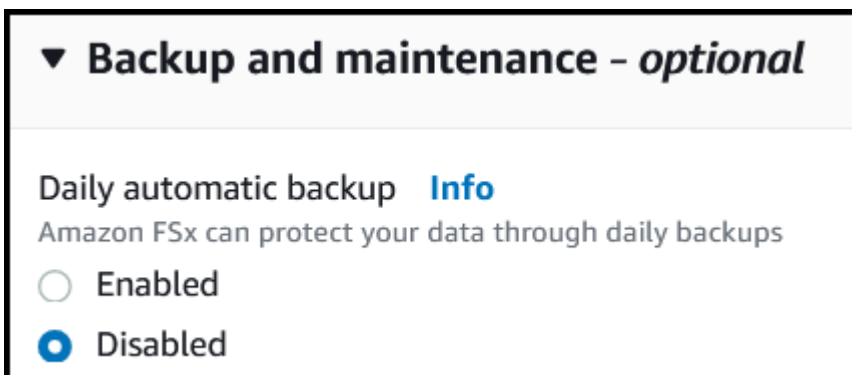 Backup and maintenance - optional
Daily automatic backup Info
Amazon FSx can protect your data through daily backups
Enabled
Disabled